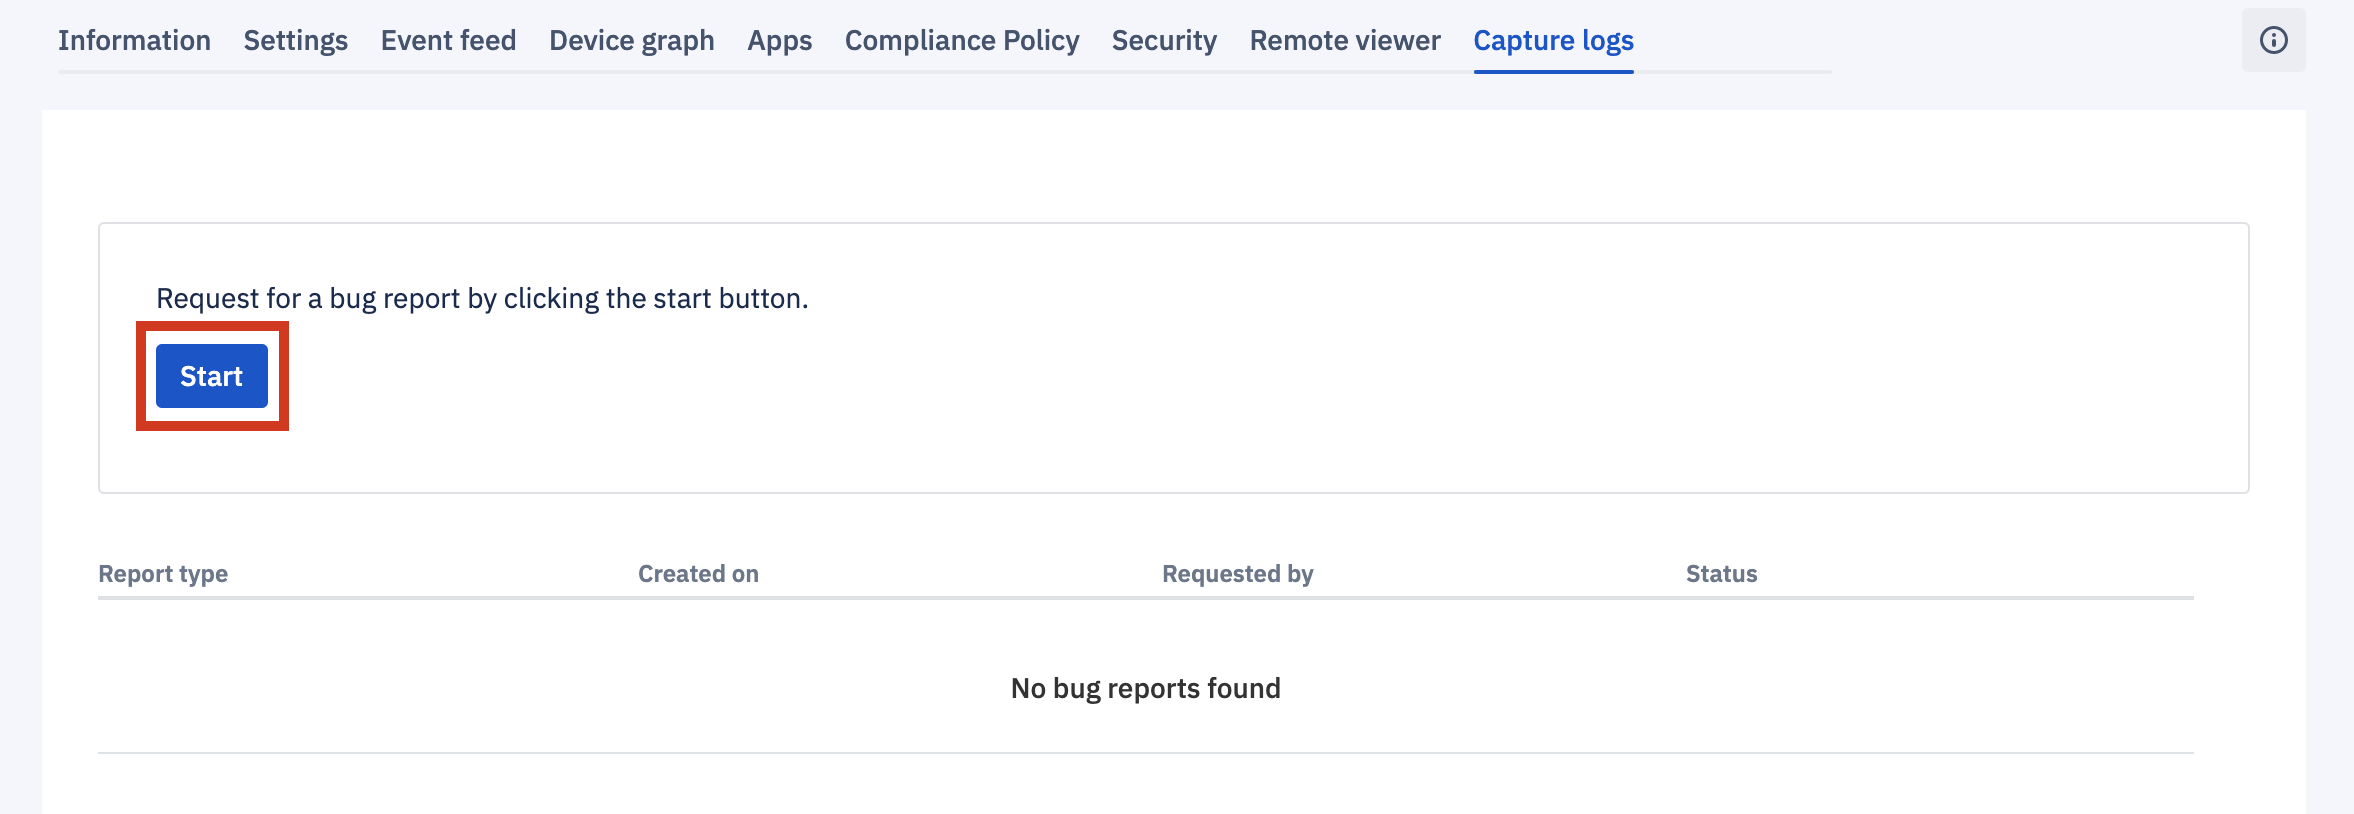 Information Settings Event feed Device graph Apps Compliance Policy Security Remote viewer Capture logs
Request for a bug report by clicking the start button.
Start
Report type Created on Requested by Status
No bug reports found